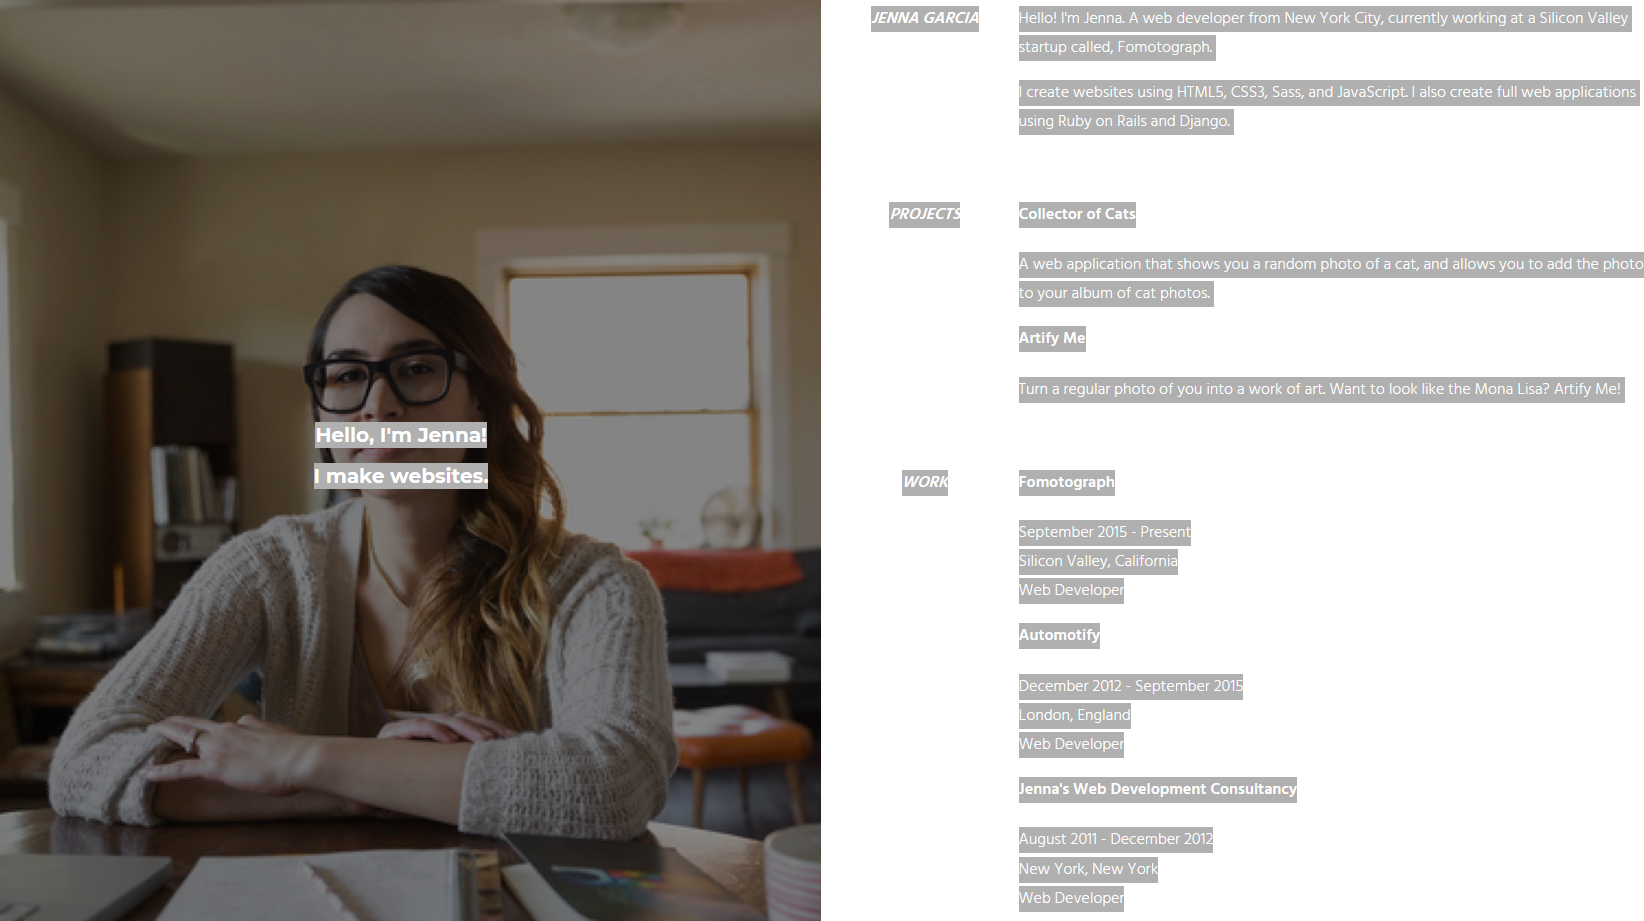 Hello, I'm Jenna!
I make websites.
JENNA GARCIA
Hello! I'm Jenna. A web developer from New York City, currently working at a Silicon Valley
startup called, Fomotograph.
I create websites using HTML5, CSS3, Sass, and JavaScript. I also create full web applications
using Ruby on Rails and Django.
PROJECTS
Collector of Cats
A web application that shows you a random photo of a cat, and allows you to add the photo
to your album of cat photos.
Artify Me
Turn a regular photo of you into a work of art. Want to look like the Mona Lisa? Artify Me!
WORK
Fomotograph
September 2015 - Present
Silicon Valley, California
Web Developer
Automotify
December 2012 - September 2015
London, England
Web Developer
Jenna's Web Development Consultancy
August 2011 - December 2012
New York, New York
Web Developer